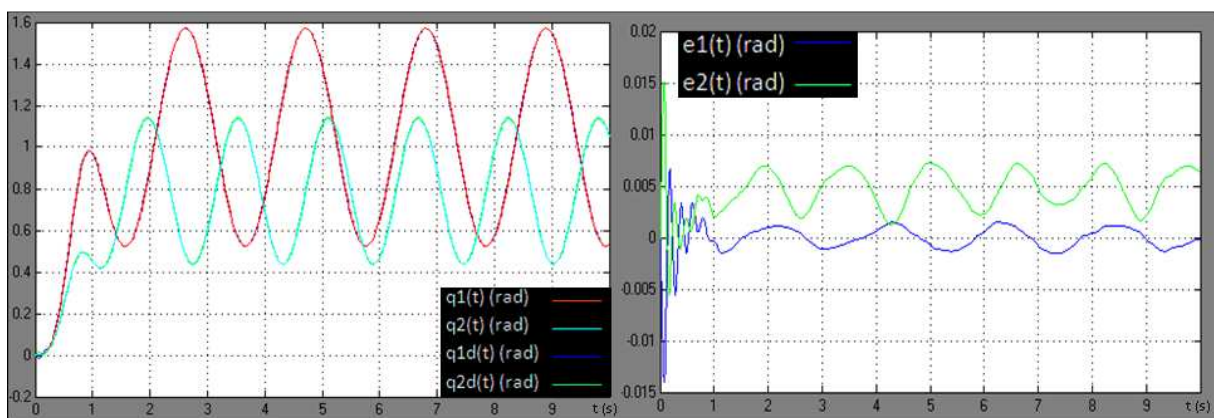 1.6
1.4
1.2
1
0.8
0.6
0.4
0.2
0
-0.2
0 1 2 3 4 5 6 7 8 9 t (s)
q1(t) (rad)
q2(t) (rad)
q1d(t) (rad)
q2d(t) (rad)
0.02
0.015
0.01
0.005
0
-0.005
-0.01
-0.015
0 1 2 3 4 5 6 7 8 9 t (s)
e1(t) (rad)
e2(t) (rad)